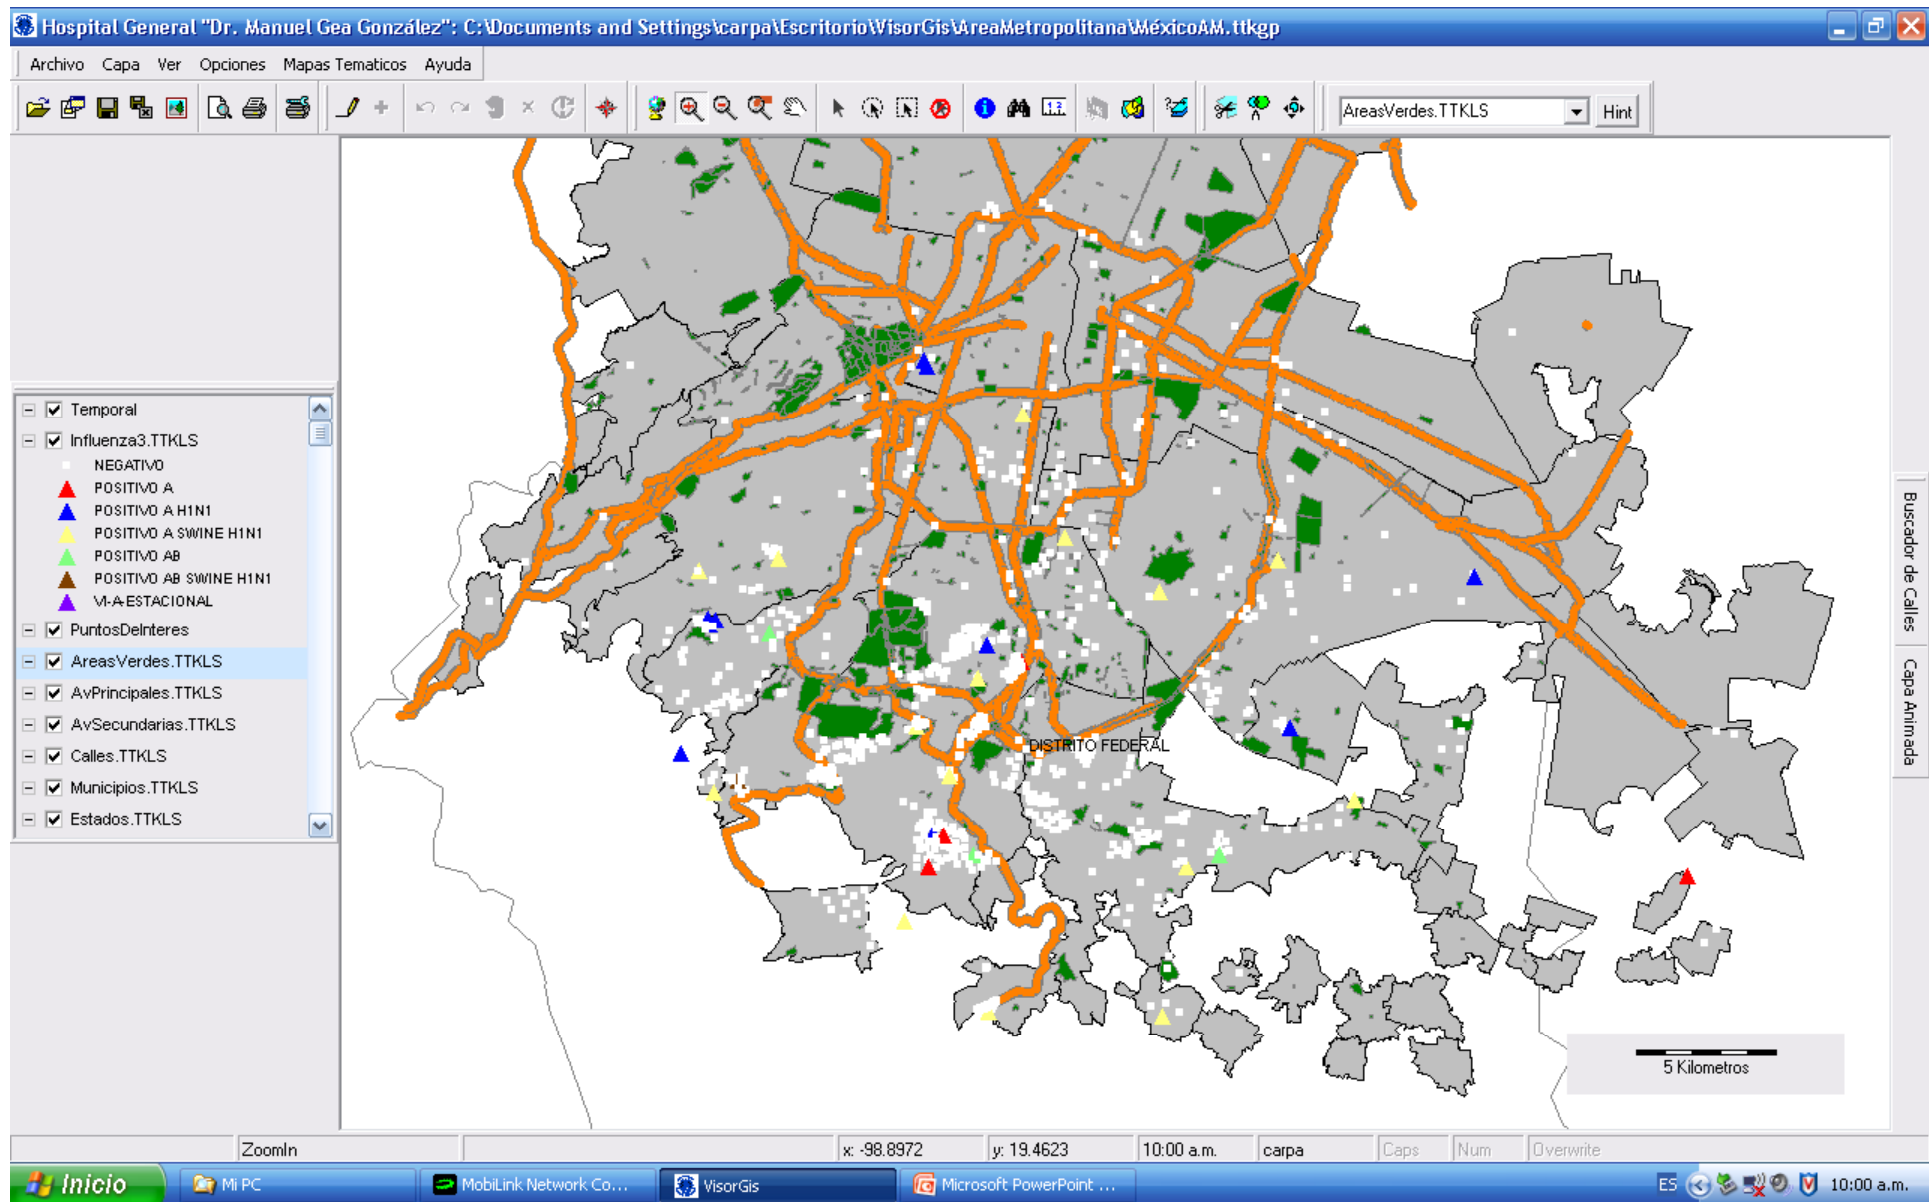 Hospital General "Dr. Manuel Gea González": C:\Documents and Settings\carpa\Escritorio\VisorGis\AreaMetropolitana\MéxicoAM.ttkgp
Archivo Capa Ver Opciones Mapas Tematicos Ayuda
AreasVerdes.TTKLS Hint
Temporal
Influenza3.TTKLS
NEGATIVO
POSITIVO A
POSITIVO A H1N1
POSITIVO A SWINE H1N1
POSITIVO AB
POSITIVO AB SWINE H1N1
VI-A-ESTACIONAL
PuntosDeInteres
AreasVerdes.TTKLS
AvPrincipales.TTKLS
AvSecundarias.TTKLS
Calles.TTKLS
Municipios.TTKLS
Estados.TTKLS
DISTRITO FEDERAL
5 Kilometros
Buscador de Calles
Capa Animada
ZoomIn x: -98.8972 y: 19.4623 10:00 a.m. carpa Caps Num Overwrite
Inicio Mi PC MobiLink Network Co... VisorGis Microsoft PowerPoint ... ES 10:00 a.m.